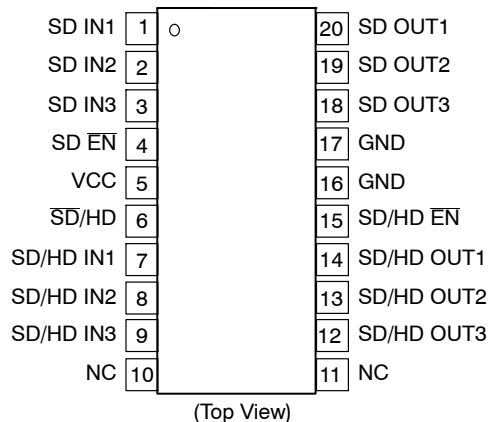 SD IN1 1 20 SD OUT1
SD IN2 2 19 SD OUT2
SD IN3 3 18 SD OUT3
SD E̅N̅ 4 17 GND
VCC 5 16 GND
S̅D̅/HD 6 15 SD/HD E̅N̅
SD/HD IN1 7 14 SD/HD OUT1
SD/HD IN2 8 13 SD/HD OUT2
SD/HD IN3 9 12 SD/HD OUT3
NC 10 11 NC
(Top View)